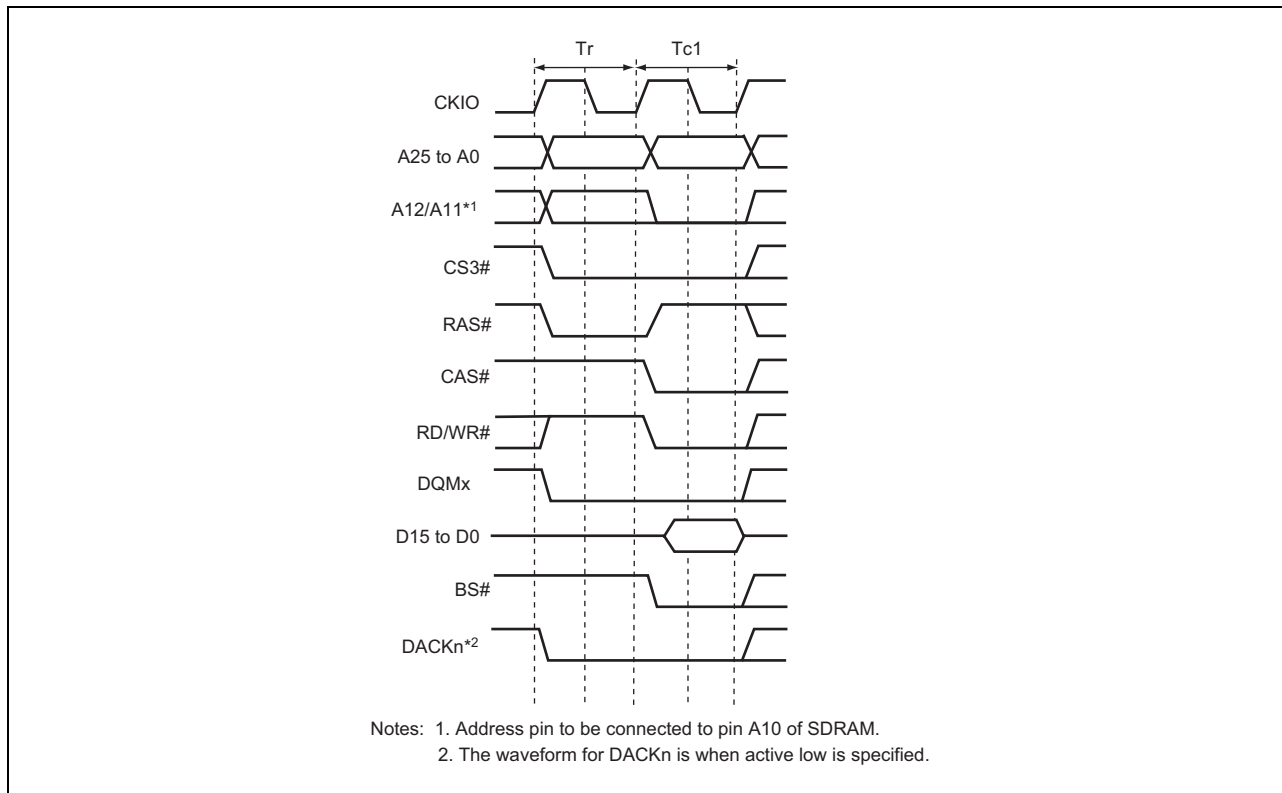 Tr Tc1
CKIO
A25 to A0
A12/A11*1
CS3#
RAS#
CAS#
RD/WR#
DQMx
D15 to D0
BS#
DACKn*2
Notes: 1. Address pin to be connected to pin A10 of SDRAM.
2. The waveform for DACKn is when active low is specified.